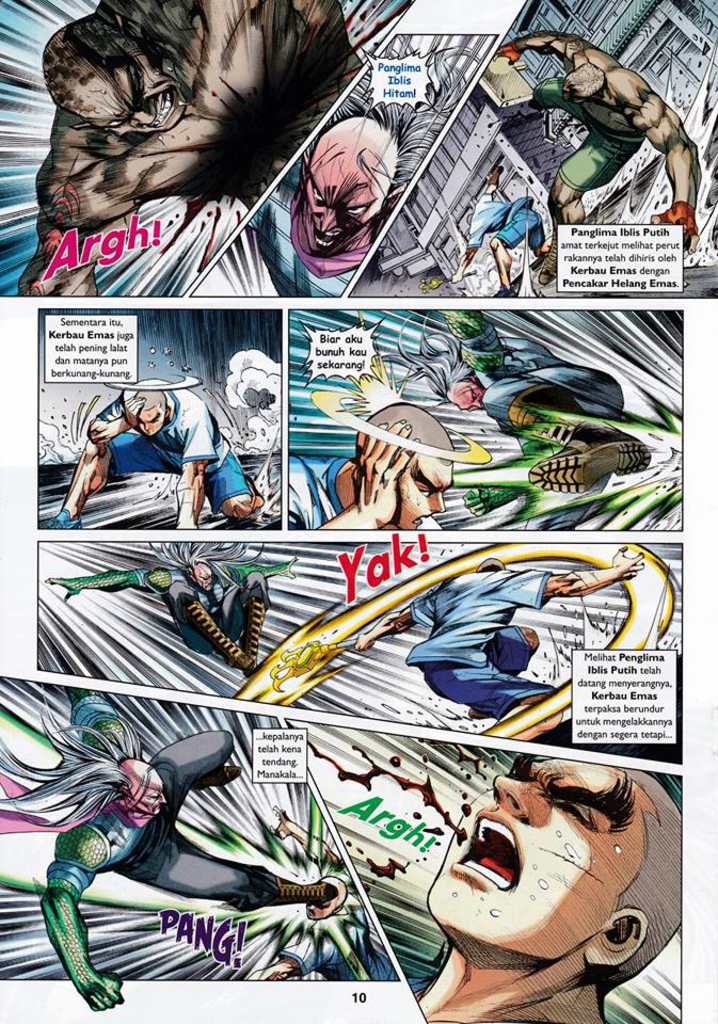 Argh!
Panglima
Iblis
Hitam!
Panglima Iblis Putih
amat terkejut melihat para
rakannya telah dihiris oleh
Kerbau Emas dengan
Pencakar Helang Emas.
Sementara itu,
Kerbau Emas juga
telah pening lalat
dan matanya pun
berkunang-kunang.
Biar aku
bunuh kau
sekarang!
Yak!
Melihat Penglima
Iblis Putih telah
datang menyerangnya,
Kerbau Emas
terpaksa berundur
untuk mengelakkannya
dengan segera tetapi...
...kepalanya
telah kena
tendang.
Manakala...
PANG!
Argh!
10